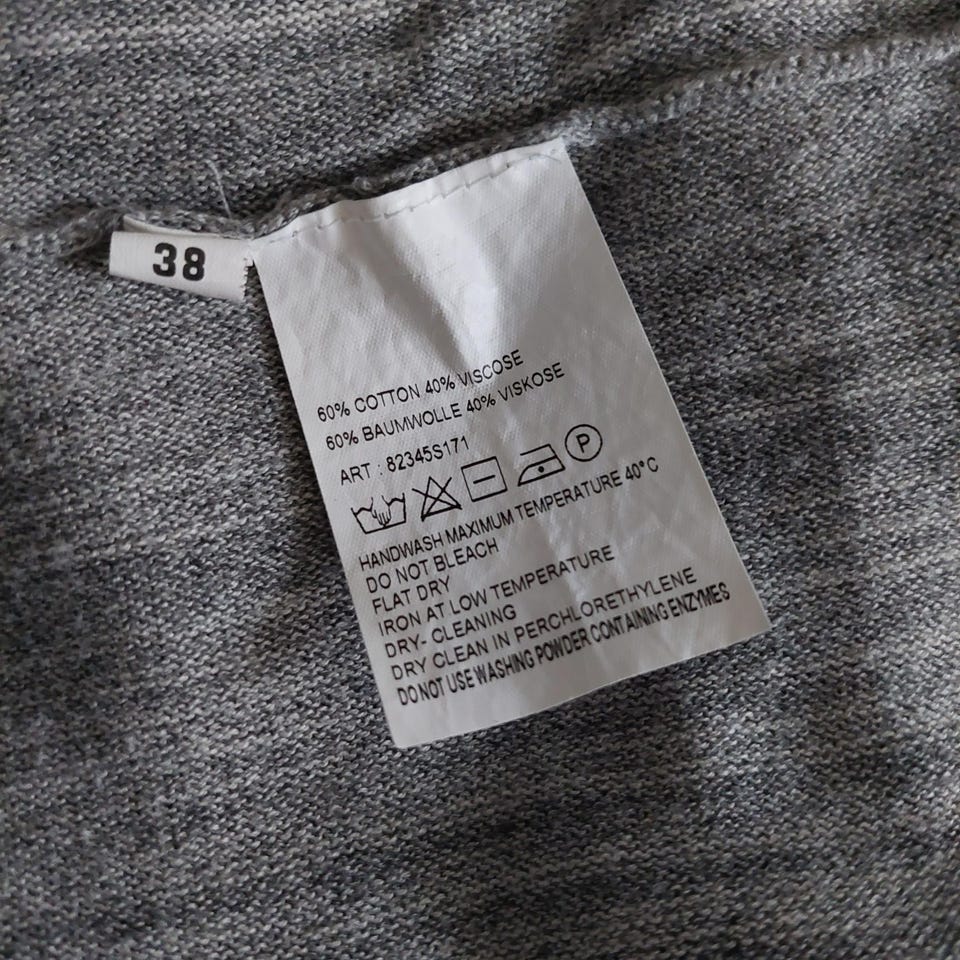 38
60% COTTON 40% VISCOSE
60% BAUMWOLLE 40% VISKOSE
ART : 82345S171
P
HANDWASH MAXIMUM TEMPERATURE 40°C
DO NOT BLEACH
FLAT DRY
IRON AT LOW TEMPERATURE
DRY- CLEANING
DRY CLEAN IN PERCHLORETHYLENE
DO NOT USE WASHING POWDER CONTAINING ENZYMES